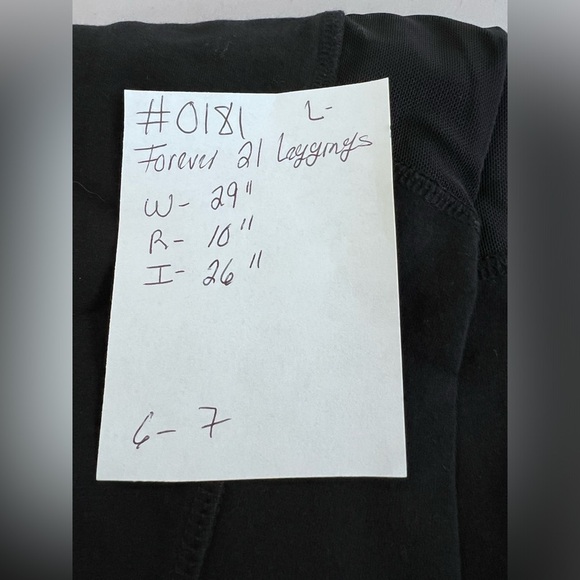 #0181 L-
Forever 21 Leggings
W- 29"
R- 10"
I- 26"
6- 7